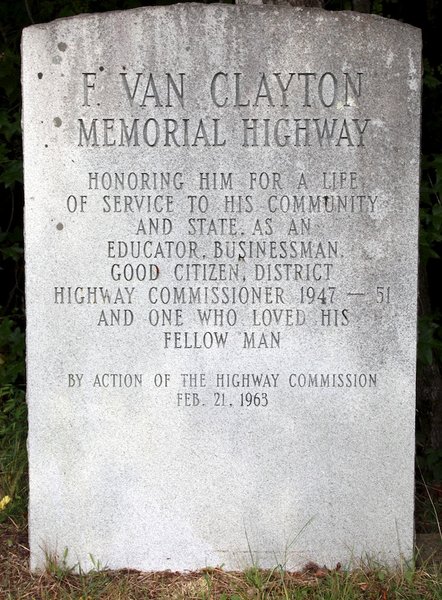 F. VAN CLAYTON
MEMORIAL HIGHWAY
HONORING HIM FOR A LIFE
OF SERVICE TO HIS COMMUNITY
AND STATE, AS AN
EDUCATOR, BUSINESSMAN,
GOOD CITIZEN, DISTRICT
HIGHWAY COMMISSIONER 1947 — 51
AND ONE WHO LOVED HIS
FELLOW MAN
BY ACTION OF THE HIGHWAY COMMISSION
FEB. 21, 1963